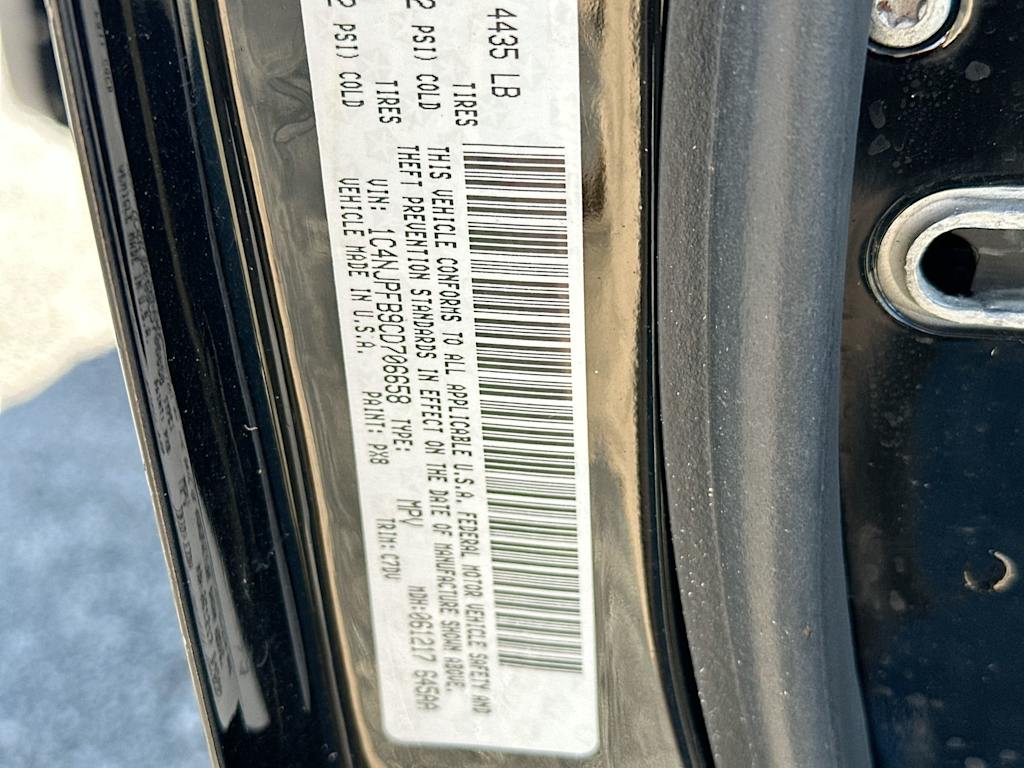 4435 LB
2 PSI) COLD TIRES
2 PSI) COLD TIRES
THIS VEHICLE CONFORMS TO ALL APPLICABLE U.S.A. FEDERAL MOTOR VEHICLE SAFETY AND
THEFT PREVENTION STANDARDS IN EFFECT ON THE DATE OF MANUFACTURE SHOWN ABOVE.
VIN: 1C4NJPFB9CD706658 TYPE: MPV MDH:061217 645AA
VEHICLE MADE IN U.S.A. PAINT: PX8 TRIM:C7DV